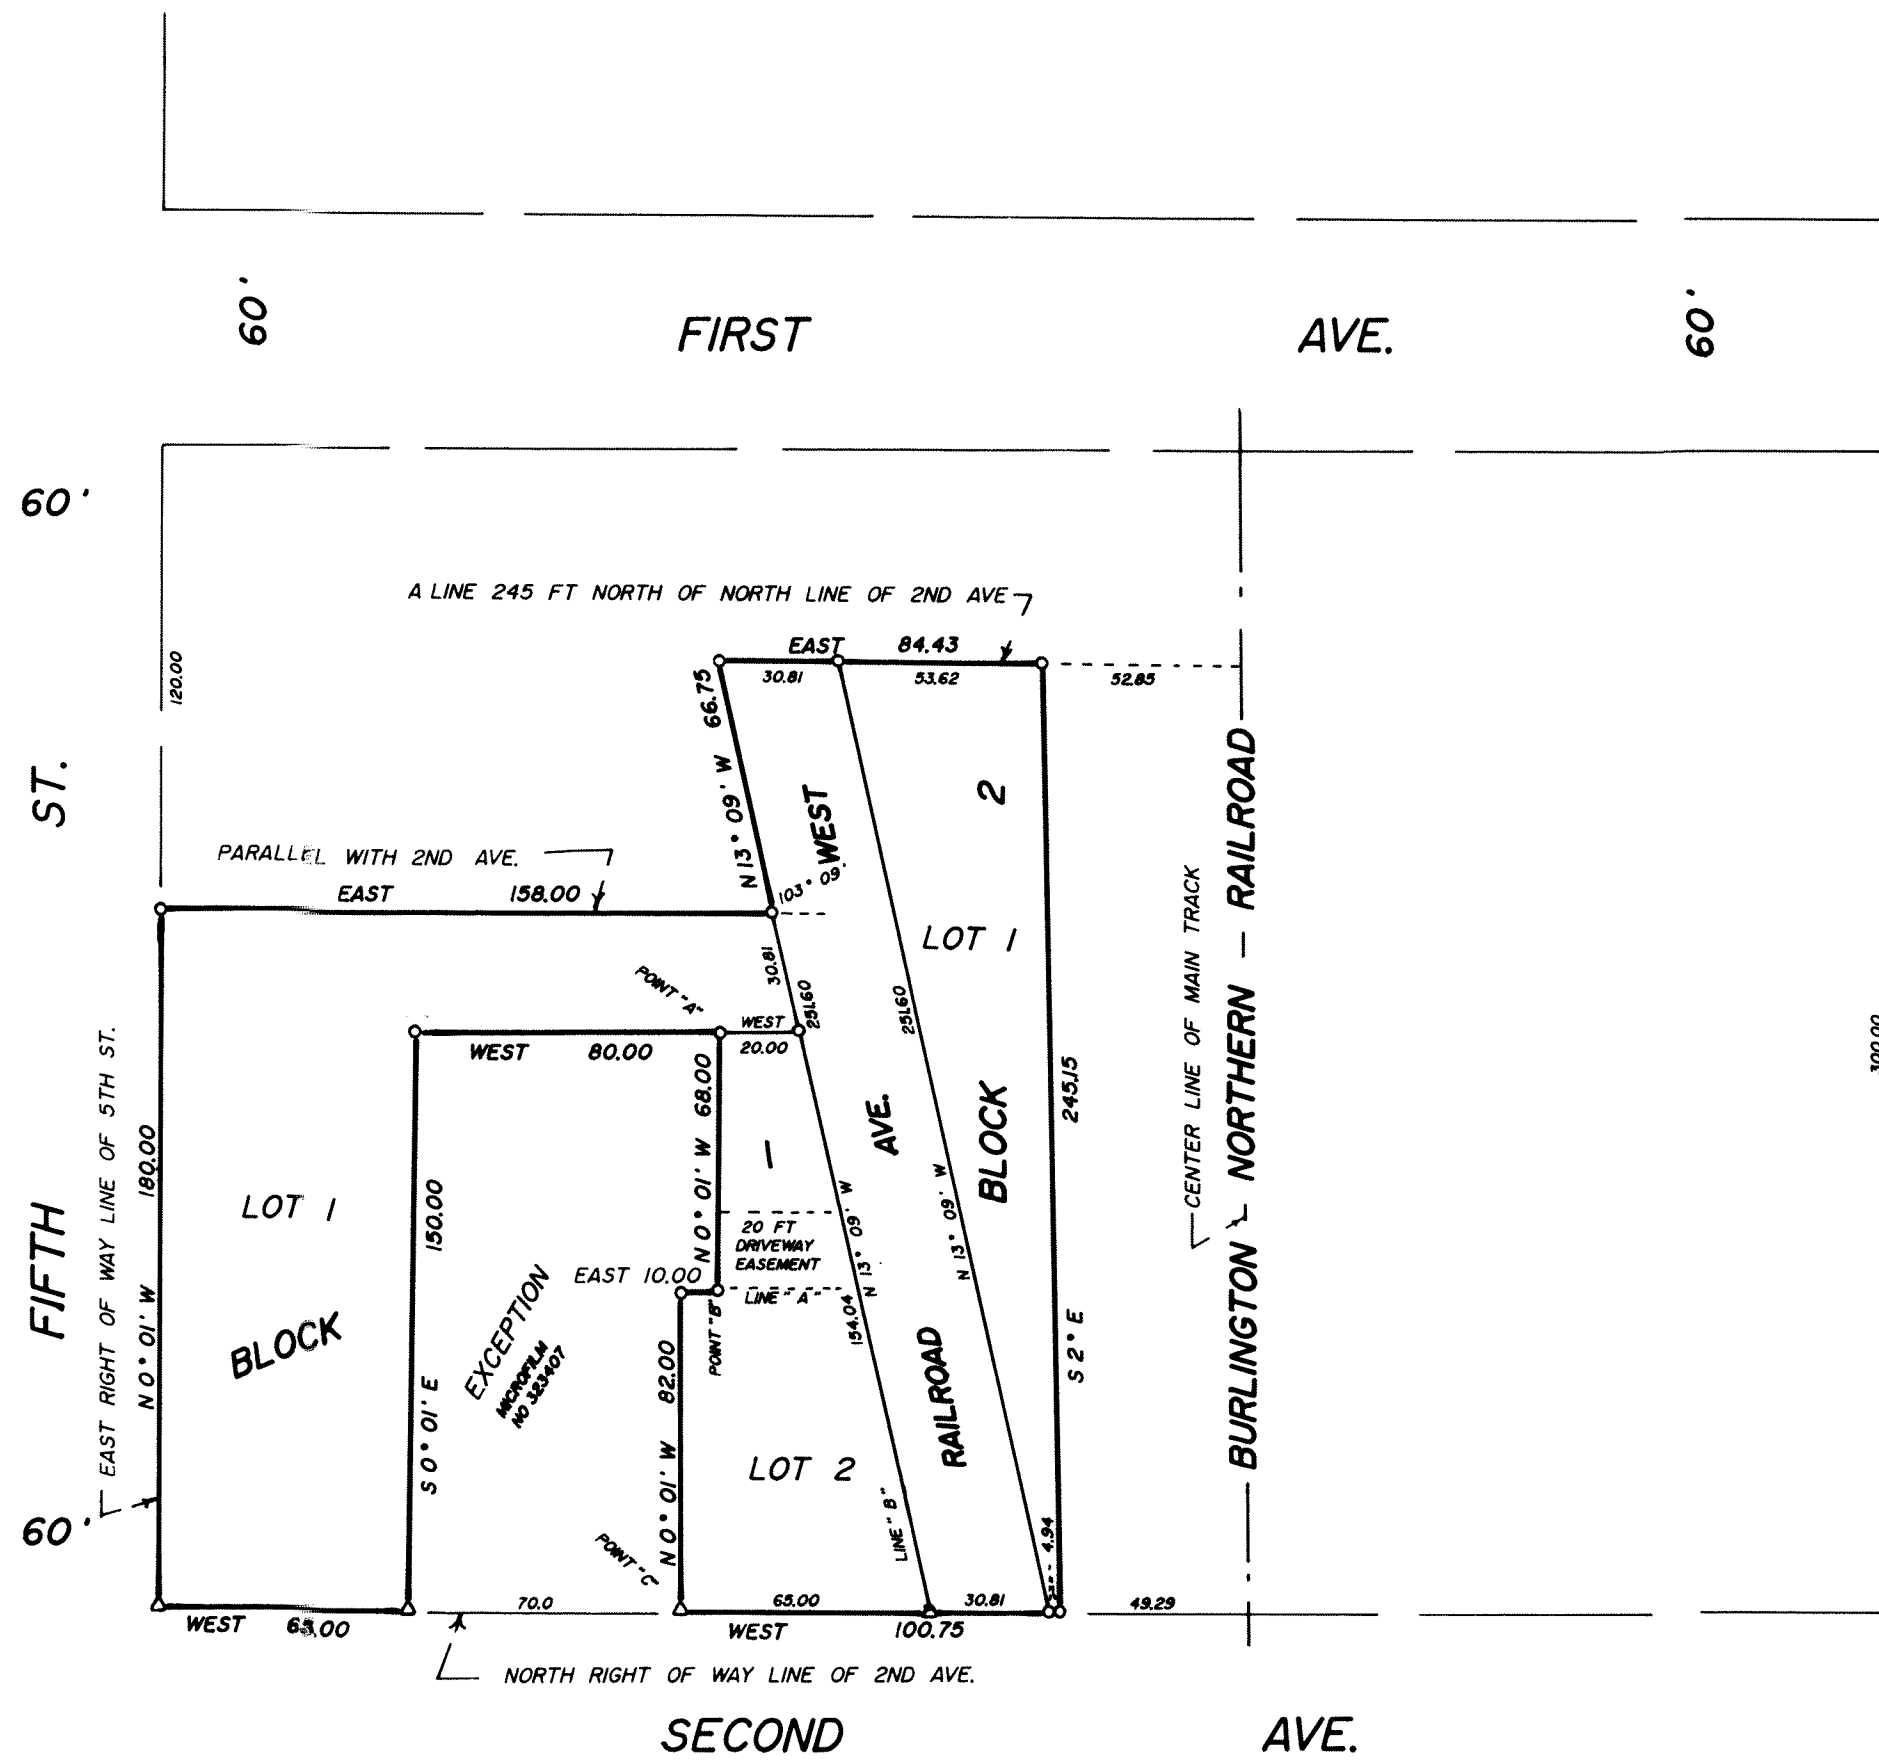 60'
FIRST AVE.
60'
60'
A LINE 245 FT NORTH OF NORTH LINE OF 2ND AVE
EAST 84.43
30.81
53.62
52.85
120.00
66.75
N 13° 09' W
WEST
2
ST.
PARALLEL WITH 2ND AVE.
EAST 158.00
103° 09'
LOT 1
30.81
POINT "A"
WEST
20.00
251.60
251.60
WEST 80.00
68.00
N 0° 01' W
1
AVE.
BLOCK
245.15
S 2° E
CENTER LINE OF MAIN TRACK
BURLINGTON NORTHERN RAILROAD
300.00
EAST RIGHT OF WAY LINE OF 5TH ST.
180.00
N 0° 01' W
LOT 1
BLOCK
150.00
S 0° 01' E
20 FT
DRIVEWAY
EASEMENT
EAST 10.00
LINE "A"
POINT "B"
N 13° 09' W
N 13° 09' W
154.04
EXCEPTION
MICROFILM
NO 323407
FIFTH
82.00
N 0° 01' W
LOT 2
RAILROAD
LINE "B"
POINT "
4.94
60'
WEST
70.0
65.00
30.81
49.29
WEST 100.75
NORTH RIGHT OF WAY LINE OF 2ND AVE.
SECOND AVE.